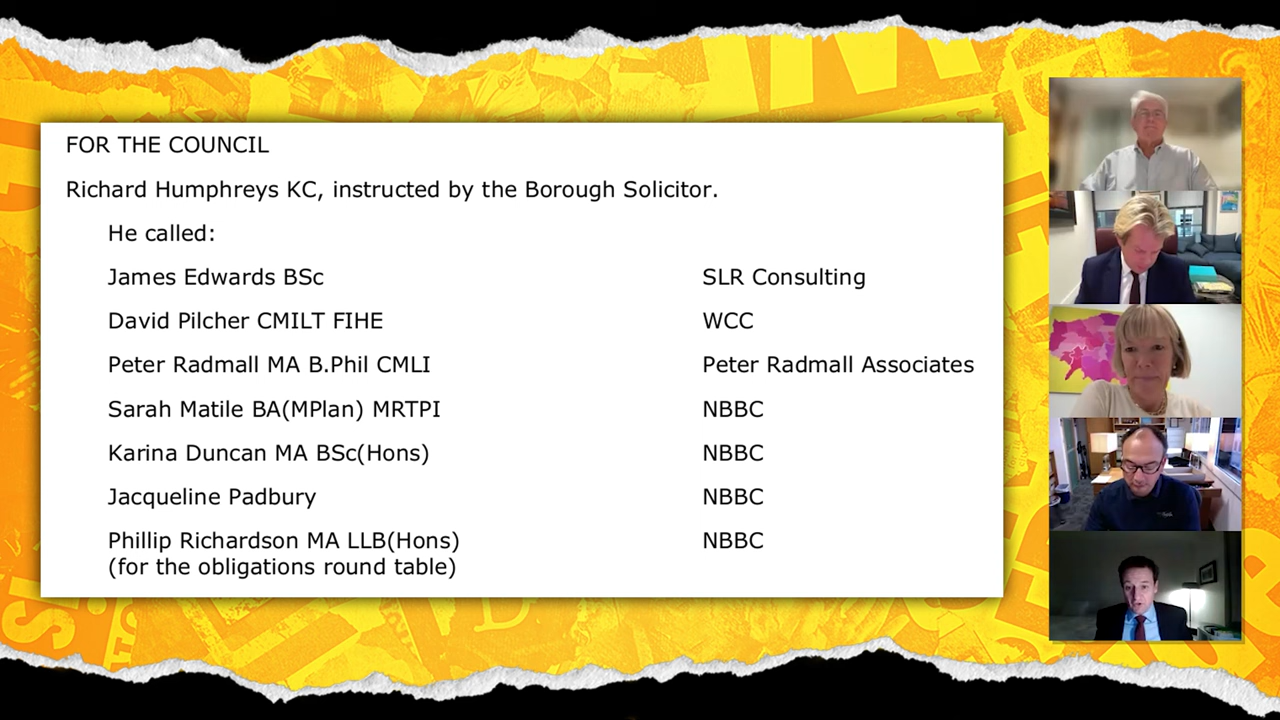 FOR THE COUNCIL
Richard Humphreys KC, instructed by the Borough Solicitor.
He called:
James Edwards BSc SLR Consulting
David Pilcher CMILT FIHE WCC
Peter Radmall MA B.Phil CMLI Peter Radmall Associates
Sarah Matile BA(MPlan) MRTPI NBBC
Karina Duncan MA BSc(Hons) NBBC
Jacqueline Padbury NBBC
Phillip Richardson MA LLB(Hons) NBBC
(for the obligations round table)